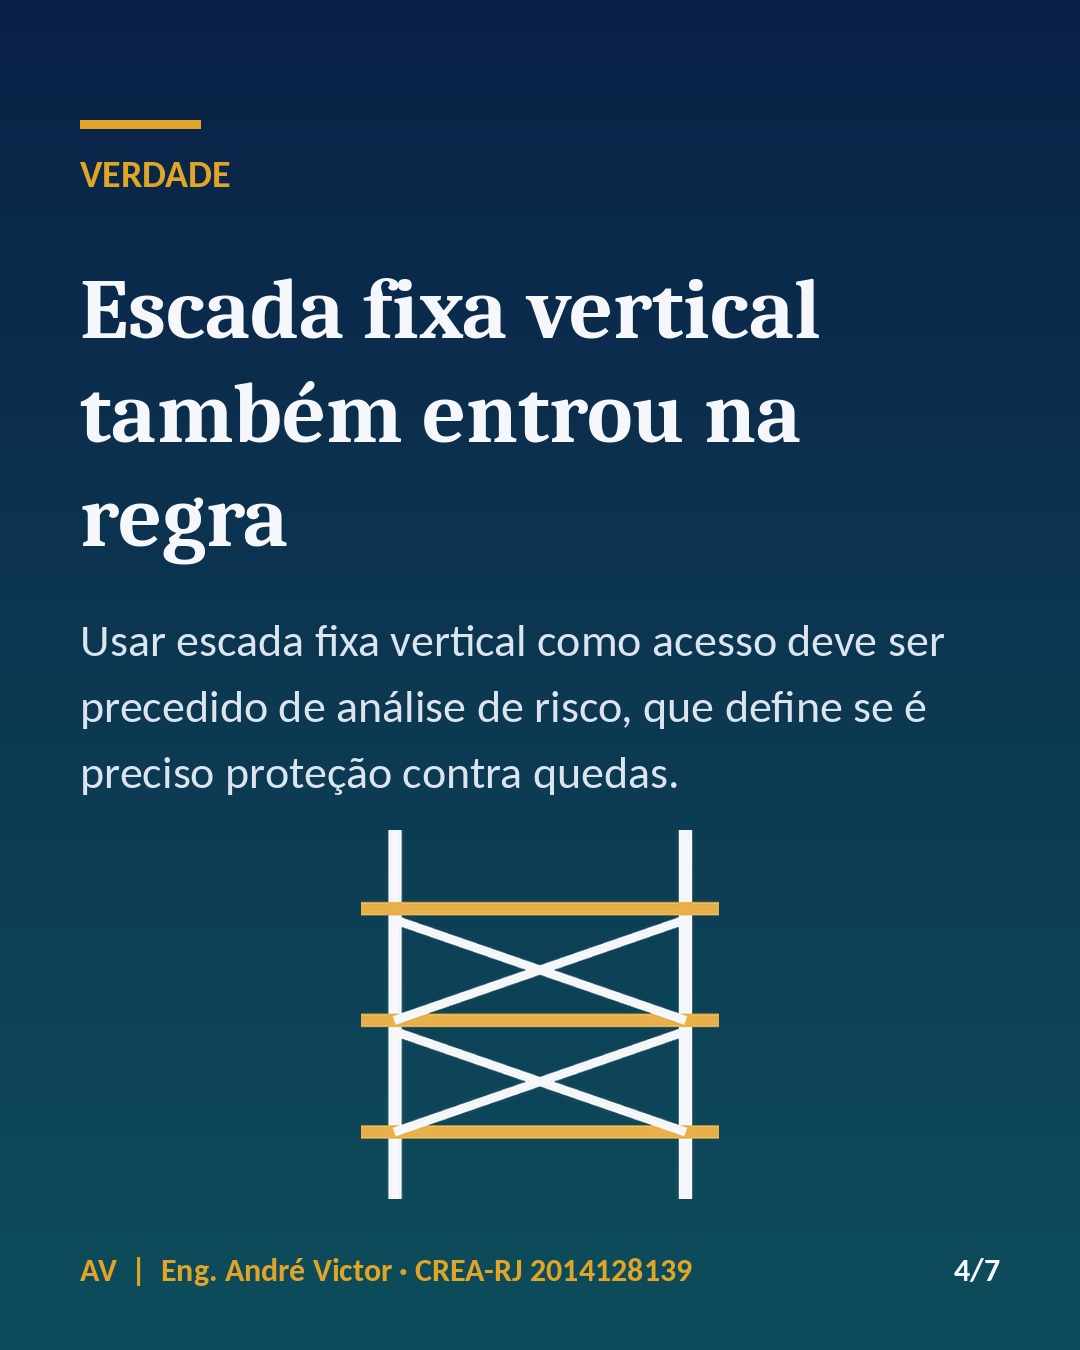 VERDADE
Escada fixa vertical
também entrou na
regra
Usar escada fixa vertical como acesso deve ser
precedido de análise de risco, que define se é
preciso proteção contra quedas.
AV | Eng. André Victor · CREA-RJ 2014128139
4/7